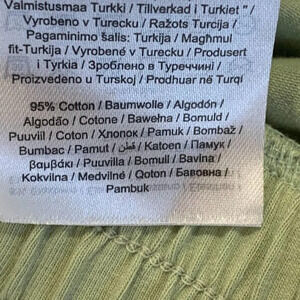 Valmistusmaa Turkki / Tillverkad i Turkiet /
Vyrobeno v Turecku / Ražots Turcija /
Pagaminimo šalis: Turkija / Magħmul
fit-Turkija / Vyrobené v Turecku / Produsert
i Tyrkia / Зроблено в Туреччині /
Proizvedeno u Turskoj / Prodhuar në Turqi
95% Cotton / Baumwolle / Algodón /
Algodão / Cotone / Bawełna / Bomuld /
Puuvill / Coton / Хлопок / Pamuk / Bombaž /
Bumbac / Pamut / قطن / Katoen / Памук /
βαμβάκι / Puuvilla / Bomull / Bavlna /
Kokvilna / Medvilné / Qoton / Бавовна /
Pambuk